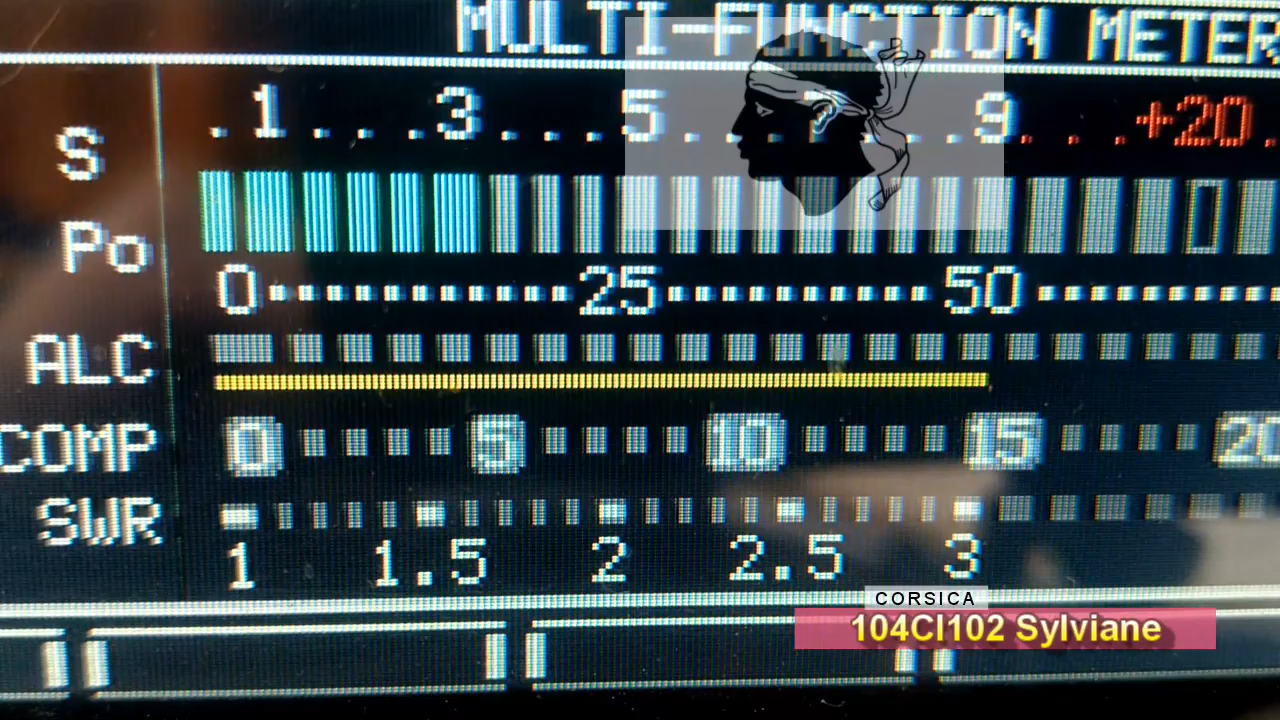 MULTI-FUNCTION METER
S .1...3...5...7...9...+20.
Po
0 25 50
ALC
COMP 0 5 10 15 20
SWR
1 1.5 2 2.5 3
CORSICA
104CI102 Sylviane